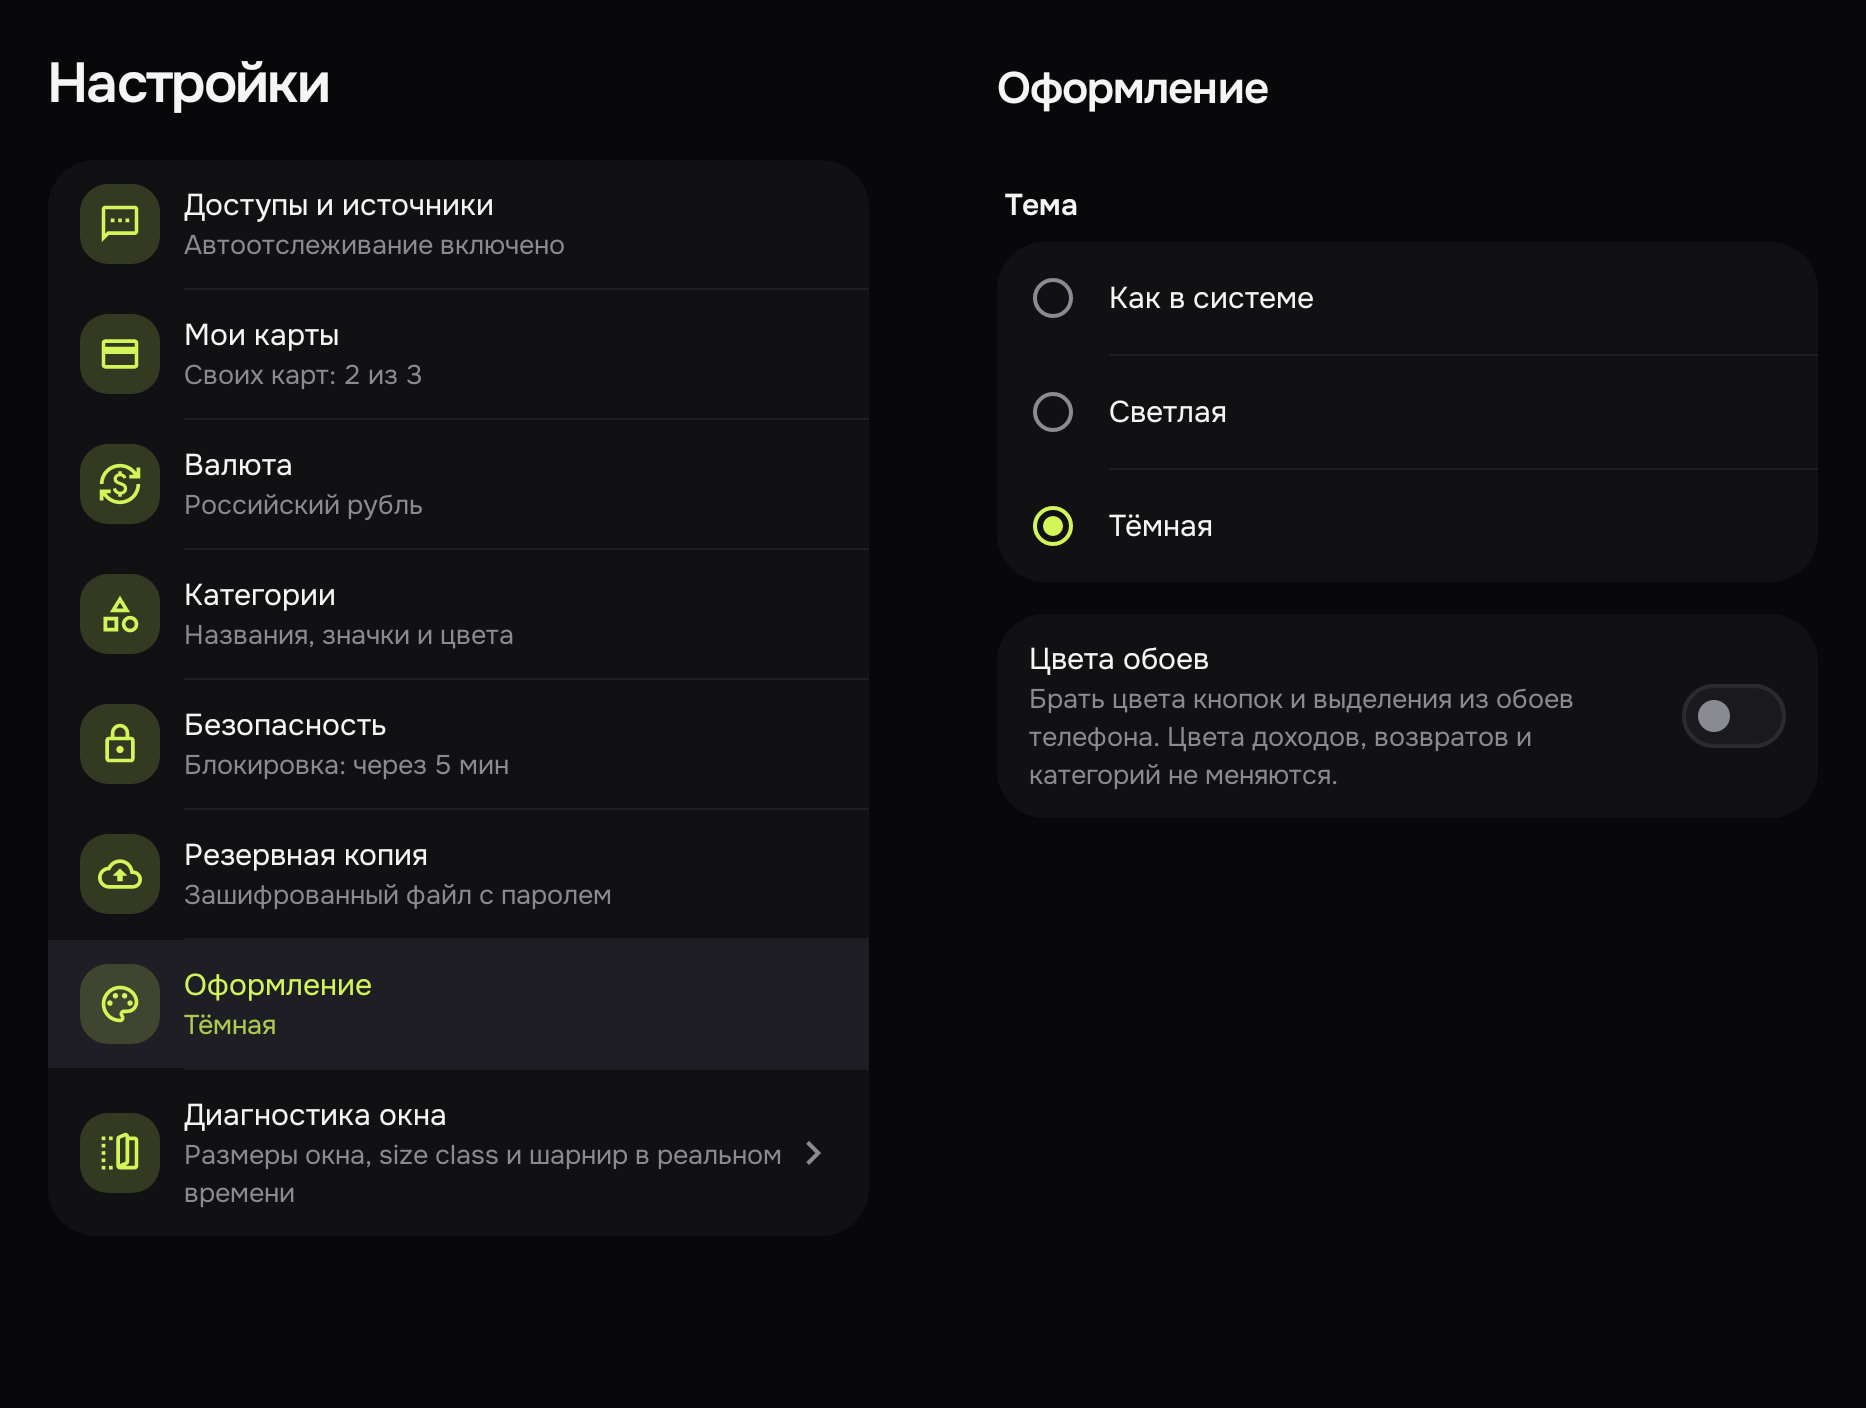 Настройки
Доступы и источники
Автоотслеживание включено
Мои карты
Своих карт: 2 из 3
Валюта
Российский рубль
Категории
Названия, значки и цвета
Безопасность
Блокировка: через 5 мин
Резервная копия
Зашифрованный файл с паролем
Оформление
Тёмная
Диагностика окна
Размеры окна, size class и шарнир в реальном
времени
Оформление
Тема
Как в системе
Светлая
Тёмная
Цвета обоев
Брать цвета кнопок и выделения из обоев
телефона. Цвета доходов, возвратов и
категорий не меняются.